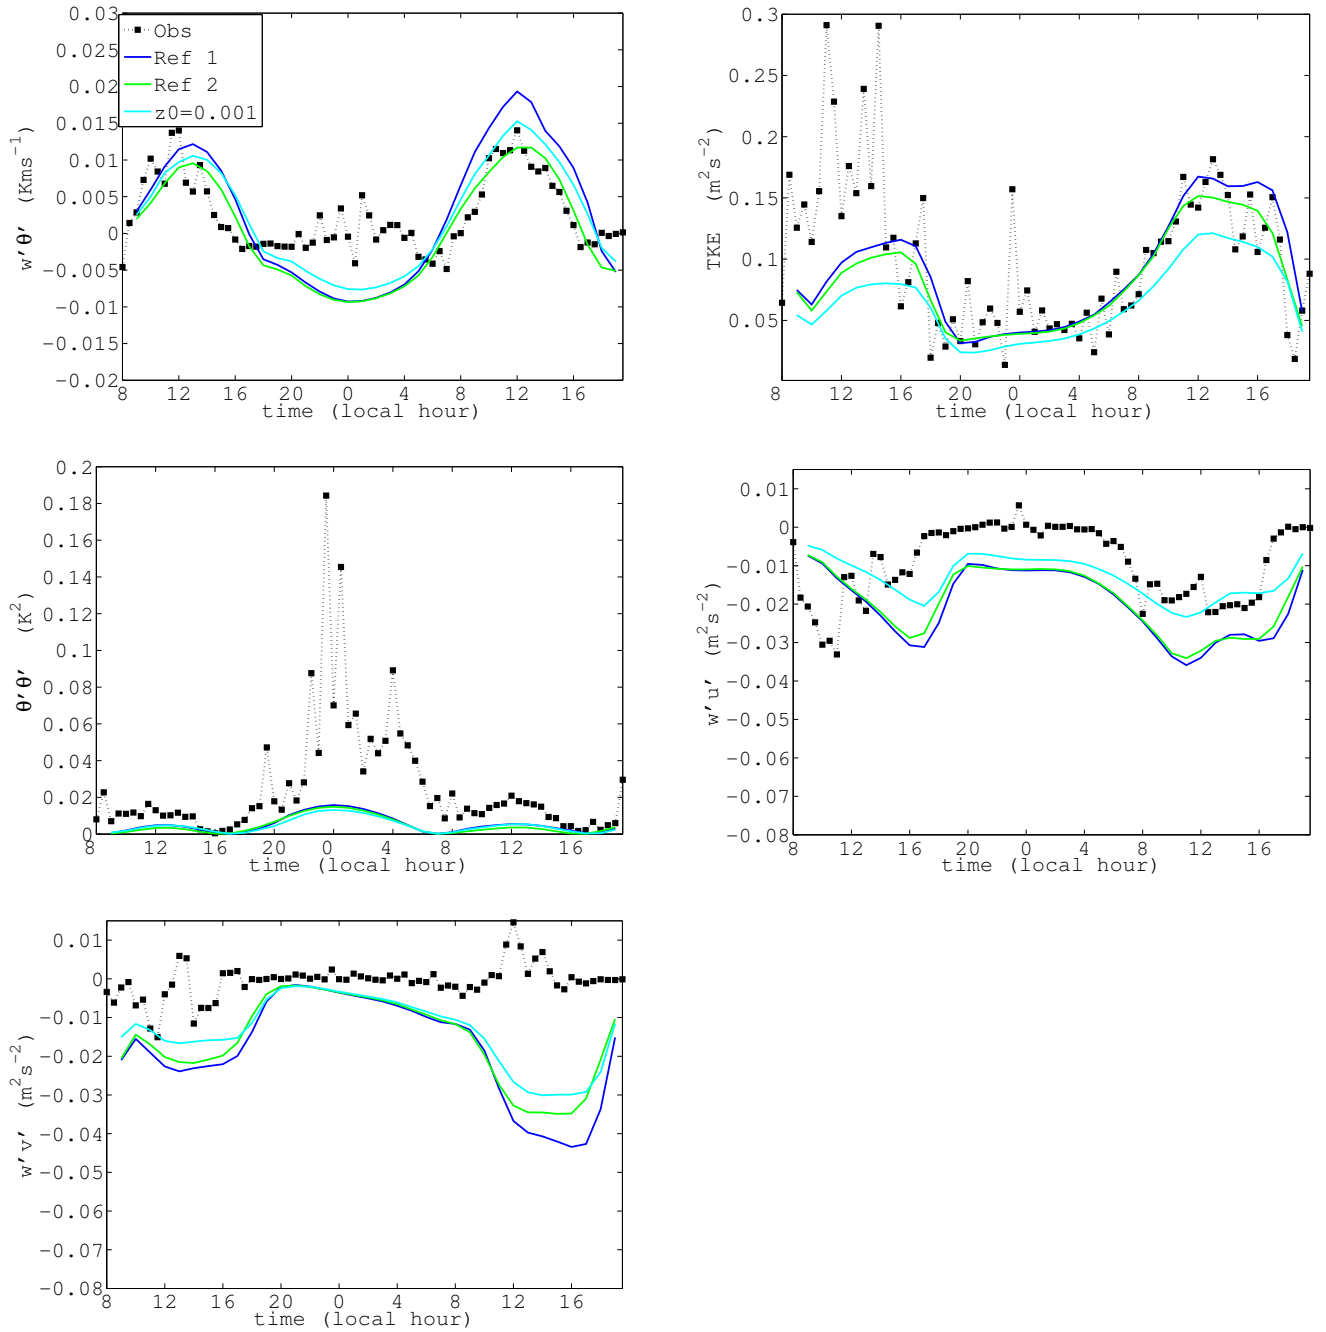 0.03
0.025
0.02
0.015
0.01
0.005
0
−0.005
−0.01
−0.015
−0.02
w′θ′ (Kms⁻¹)
Obs
Ref 1
Ref 2
z0=0.001
8 12 16 20 0 4 8 12 16
time (local hour)
0.3
0.25
0.2
0.15
0.1
0.05
TKE (m²s⁻²)
8 12 16 20 0 4 8 12 16
time (local hour)
0.2
0.18
0.16
0.14
0.12
0.1
0.08
0.06
0.04
0.02
0
θ′θ′ (K²)
8 12 16 20 0 4 8 12 16
time (local hour)
0.01
0
−0.01
−0.02
−0.03
−0.04
−0.05
−0.06
−0.07
−0.08
w′u′ (m²s⁻²)
8 12 16 20 0 4 8 12 16
time (local hour)
0.01
0
−0.01
−0.02
−0.03
−0.04
−0.05
−0.06
−0.07
−0.08
w′v′ (m²s⁻²)
8 12 16 20 0 4 8 12 16
time (local hour)